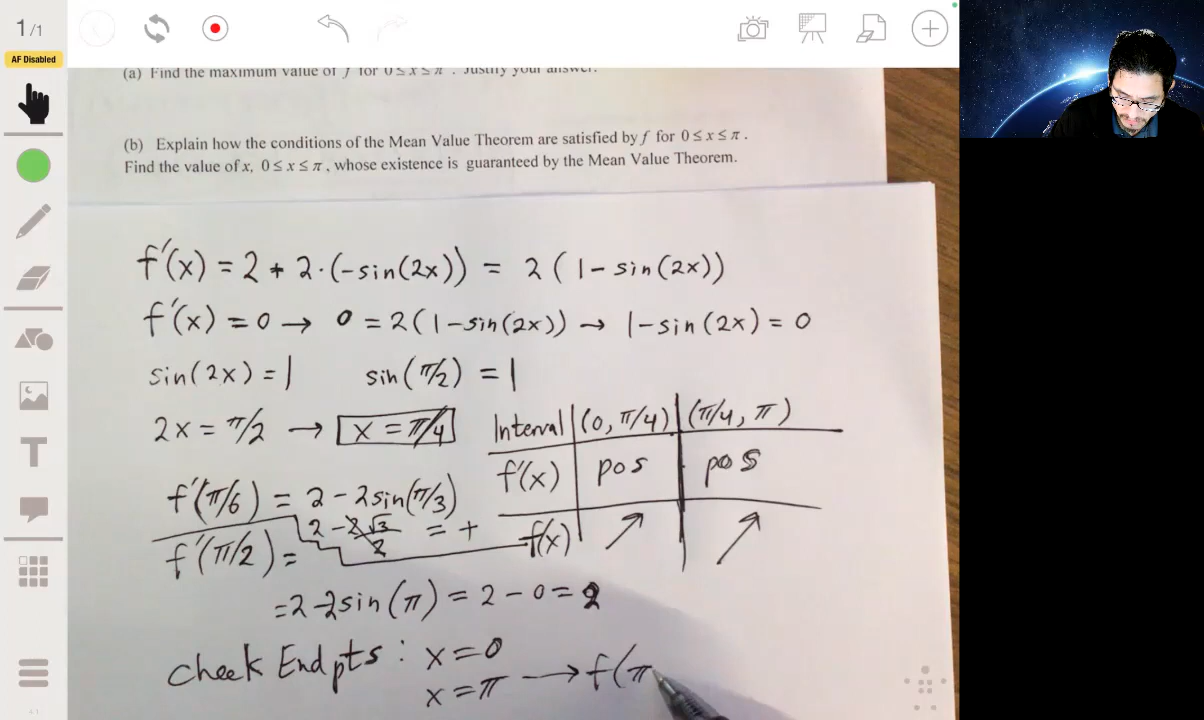 1/1
AF Disabled
(a) Find the maximum value of f for 0 ≤ x ≤ π. Justify your answer.
(b) Explain how the conditions of the Mean Value Theorem are satisfied by f for 0 ≤ x ≤ π.
Find the value of x, 0 ≤ x ≤ π, whose existence is guaranteed by the Mean Value Theorem.
f'(x) = 2 + 2·(-sin(2x)) = 2(1-sin(2x))
f'(x) = 0 → 0 = 2(1-sin(2x)) → 1-sin(2x) = 0
sin(2x) = 1 sin(π/2) = 1
2x = π/2 → x = π/4
Interval (0, π/4) (π/4, π)
f'(x) pos pos
f(x) ↗ ↗
f'(π/6) = 2 - 2sin(π/3)
2 - 2√3/2 = +
f'(π/2) =
= 2-2sin(π) = 2-0 = 2
Check Endpts: x=0
x=π → f(π
T